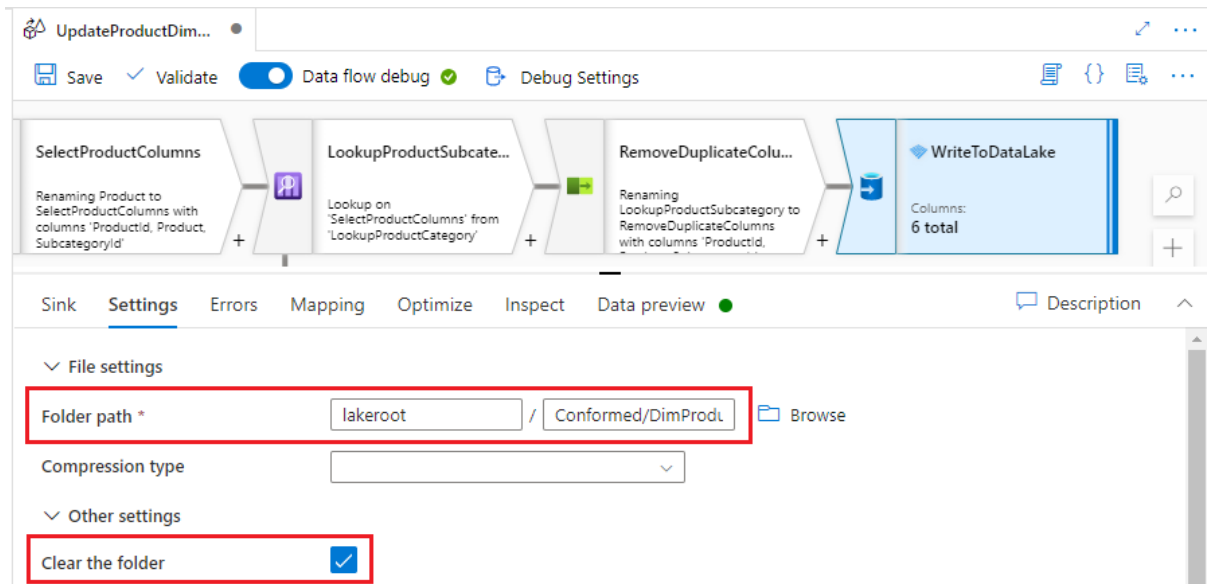 UpdateProductDim...
Save Validate Data flow debug Debug Settings
SelectProductColumns
Renaming Product to
SelectProductColumns with
columns 'ProductId, Product,
SubcategoryId'
+
LookupProductSubcate...
Lookup on
'SelectProductColumns' from
'LookupProductCategory'
+
RemoveDuplicateColu...
Renaming
LookupProductSubcategory to
RemoveDuplicateColumns
with columns 'ProductId,
+
WriteToDataLake
Columns:
6 total
Sink Settings Errors Mapping Optimize Inspect Data preview Description
File settings
Folder path * lakeroot / Conformed/DimProdu Browse
Compression type
Other settings
Clear the folder